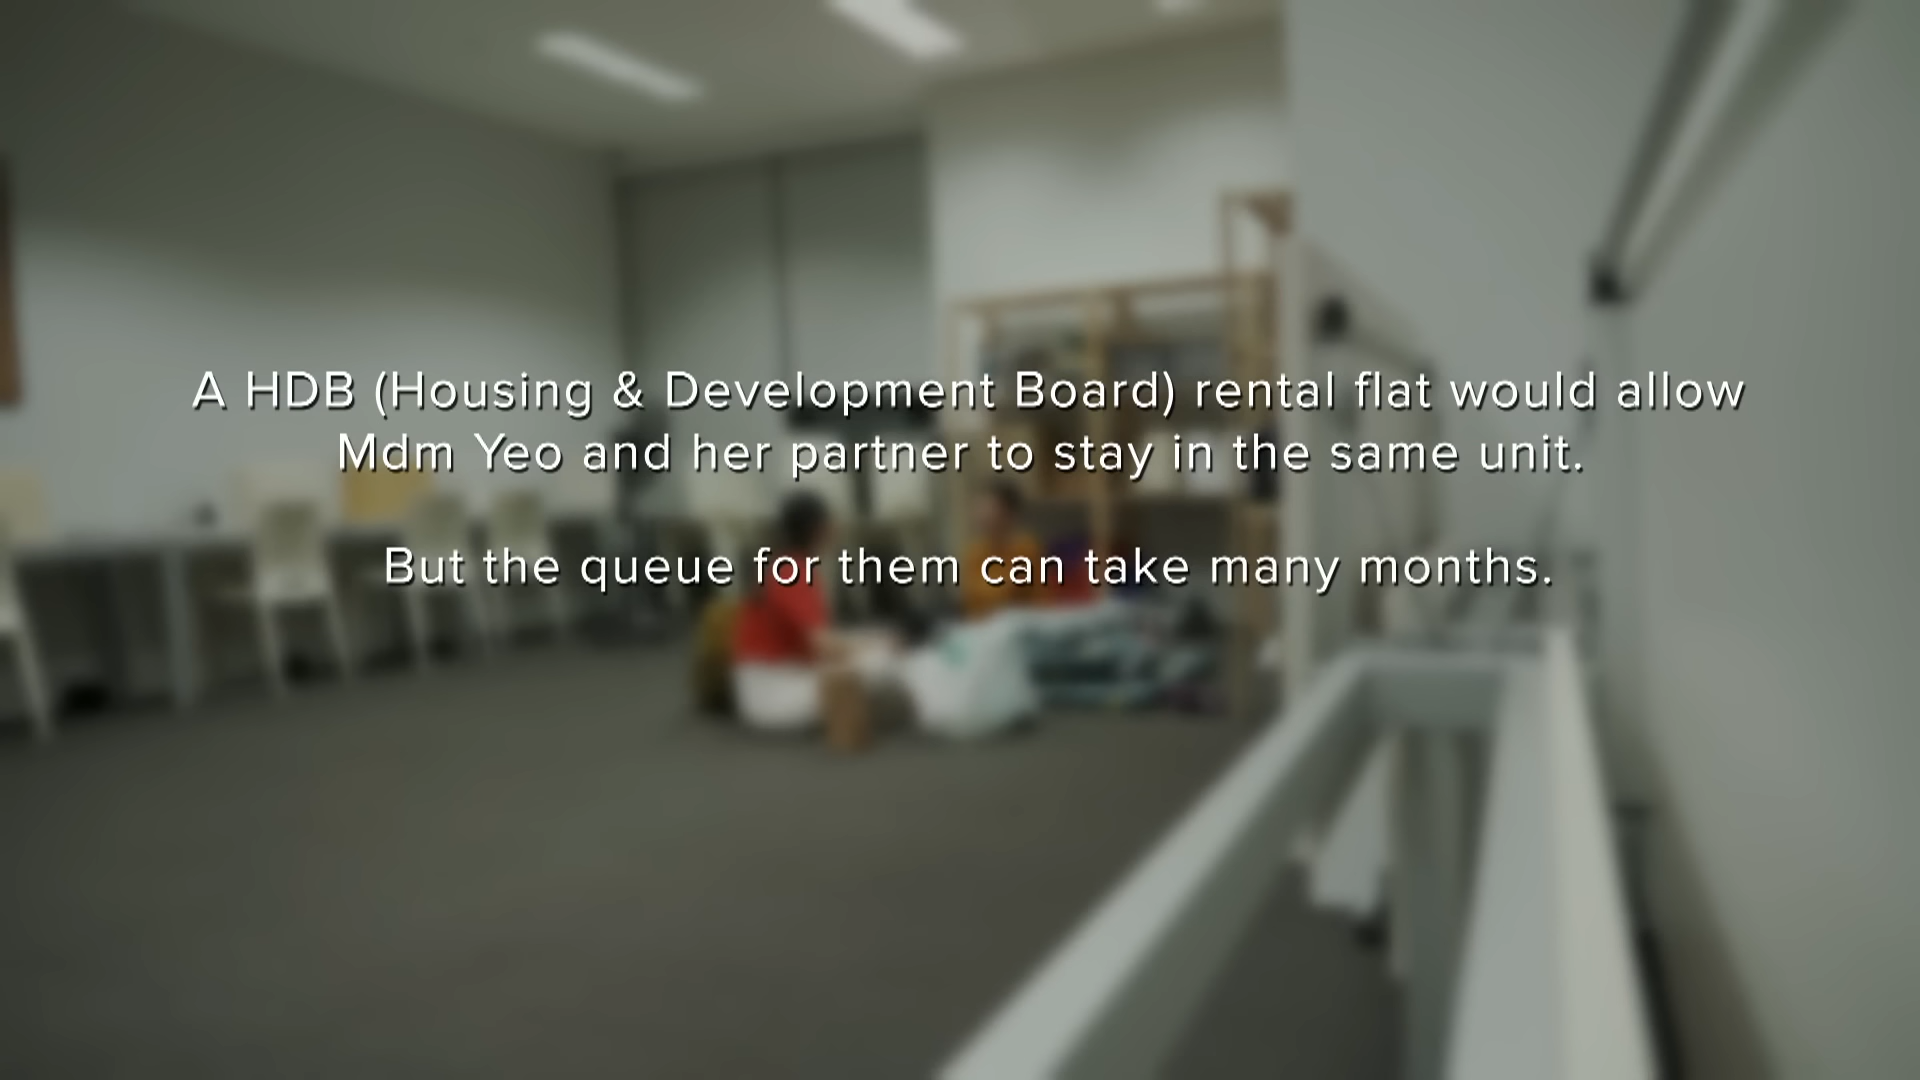 A HDB (Housing & Development Board) rental flat would allow
Mdm Yeo and her partner to stay in the same unit.
But the queue for them can take many months.